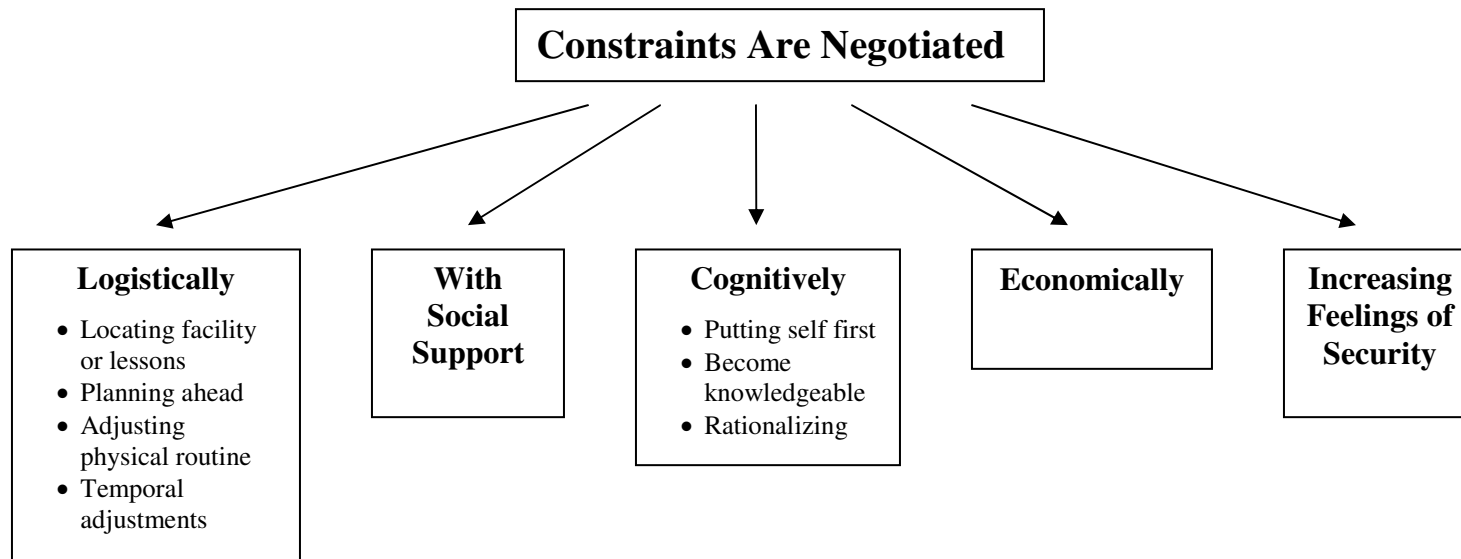 Constraints Are Negotiated
Logistically
• Locating facility
or lessons
• Planning ahead
• Adjusting
physical routine
• Temporal
adjustments
With
Social
Support
Cognitively
• Putting self first
• Become
knowledgeable
• Rationalizing
Economically
Increasing
Feelings of
Security